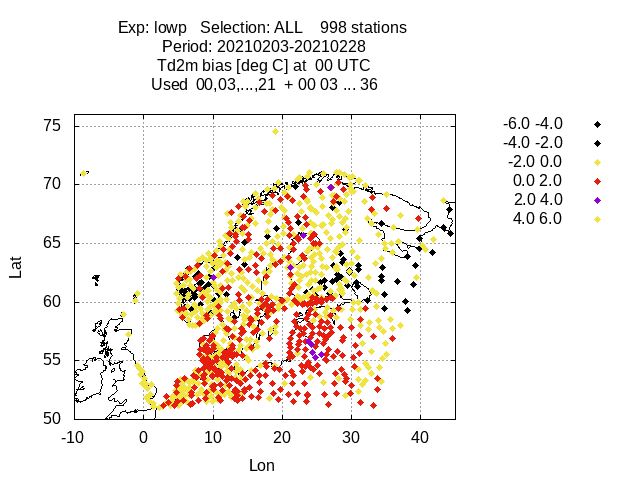 Exp: lowp   Selection: ALL    998 stations
Period: 20210203-20210228
Td2m bias [deg C] at  00 UTC
Used  00,03,...,21  + 00 03 ... 36
-6.0 -4.0
-4.0 -2.0
-2.0 0.0
0.0 2.0
2.0 4.0
4.0 6.0
75
70
65
60
55
50
Lat
-10 0 10 20 30 40
Lon